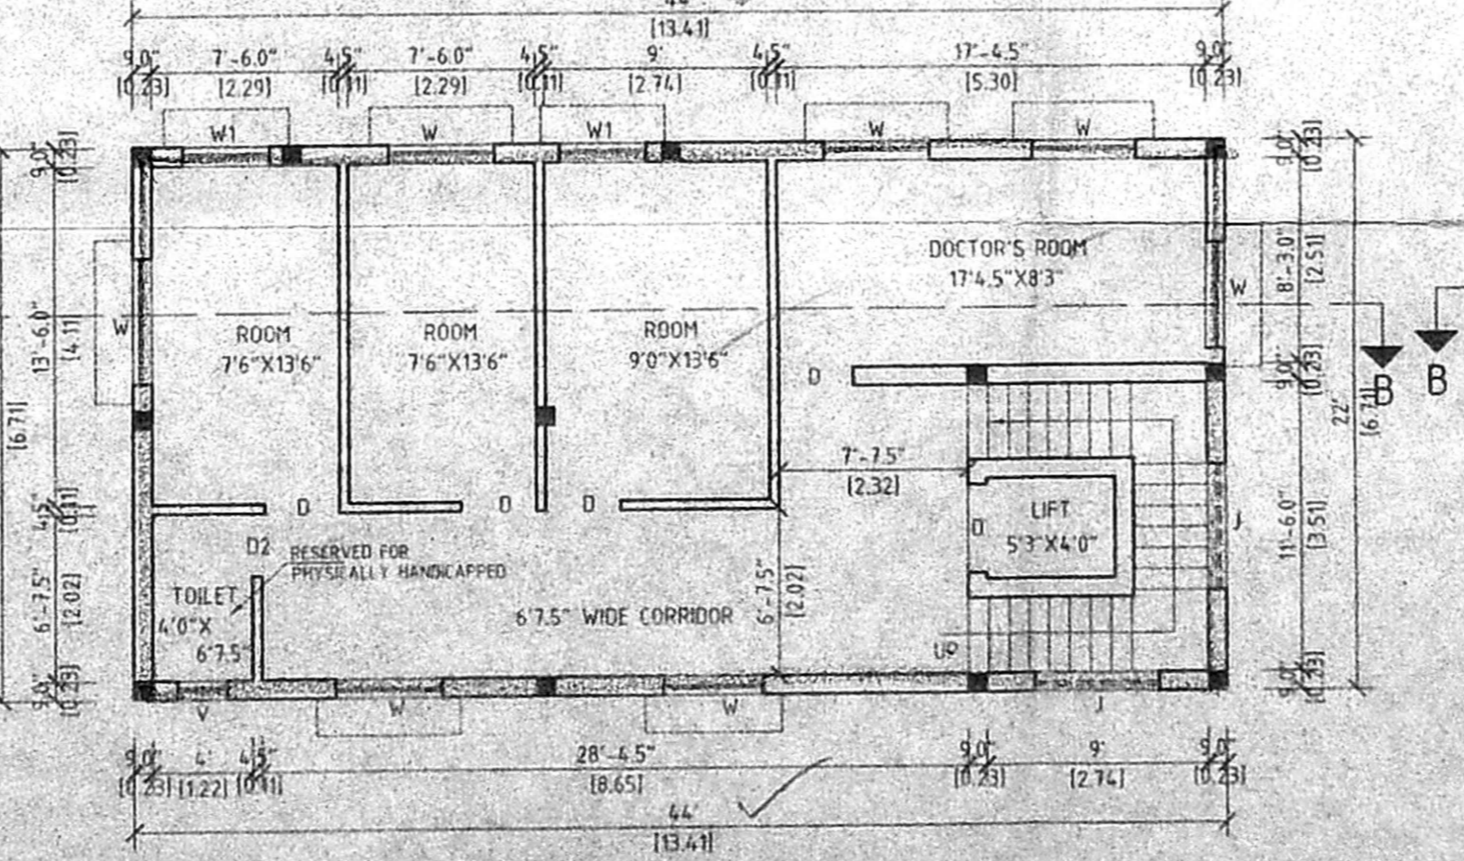 44'
[13.41]
9.0" 7'-6.0" 4.5" 7'-6.0" 4.5" 9' 4.5" 17'-4.5" 9.0"
[0.23] [2.29] [0.11] [2.29] [0.11] [2.74] [0.11] [5.30] [0.23]
W1 W W1 W W
9.0" [0.23]
9.0" [0.23]
DOCTOR'S ROOM
17'4.5"X8'3"
8'-3.0" [2.51]
W
W
13'-6.0" [4.11]
ROOM
7'6"X13'6"
ROOM
7'6"X13'6"
ROOM
9'0"X13'6"
D
9.0" [0.23]
B B
22' [6.71]
[6.71]
7'-7.5"
[2.32]
4.5" [0.11]
D D D
D
LIFT
5'3"X4'0"
J
11'-6.0" [3.51]
D2
RESERVED FOR
PHYSICALLY HANDICAPPED
TOILET
4'0"X
6'7.5"
6'-7.5" [2.02]
6'7.5" WIDE CORRIDOR
6'-7.5" [2.02]
UP
9.0" [0.23]
9.0" [0.23]
V W W J
9.0" 4' 4.5" 28'-4.5" 9.0" 9' 9.0"
[0.23] [1.22] [0.11] [8.65] [0.23] [2.74] [0.23]
44'
[13.41]